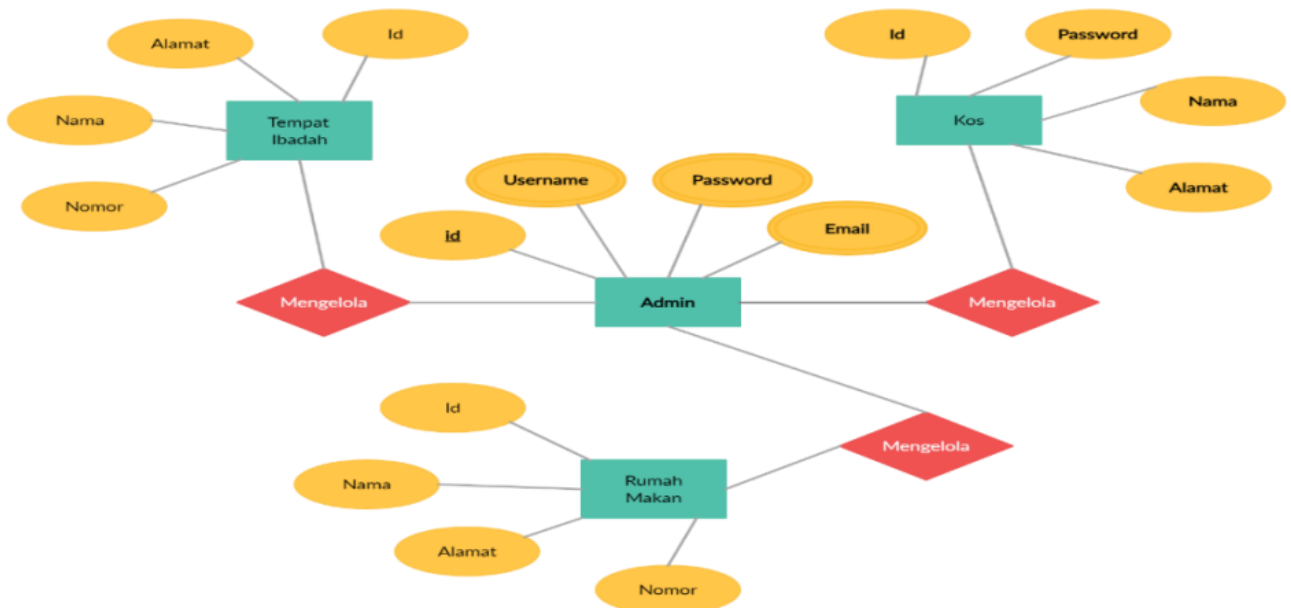 Alamat
Id
Nama
Tempat
Ibadah
Nomor
Id
Password
Nama
Kos
Alamat
Username
Password
Email
id
Mengelola
Admin
Mengelola
Id
Nama
Rumah
Makan
Alamat
Nomor
Mengelola